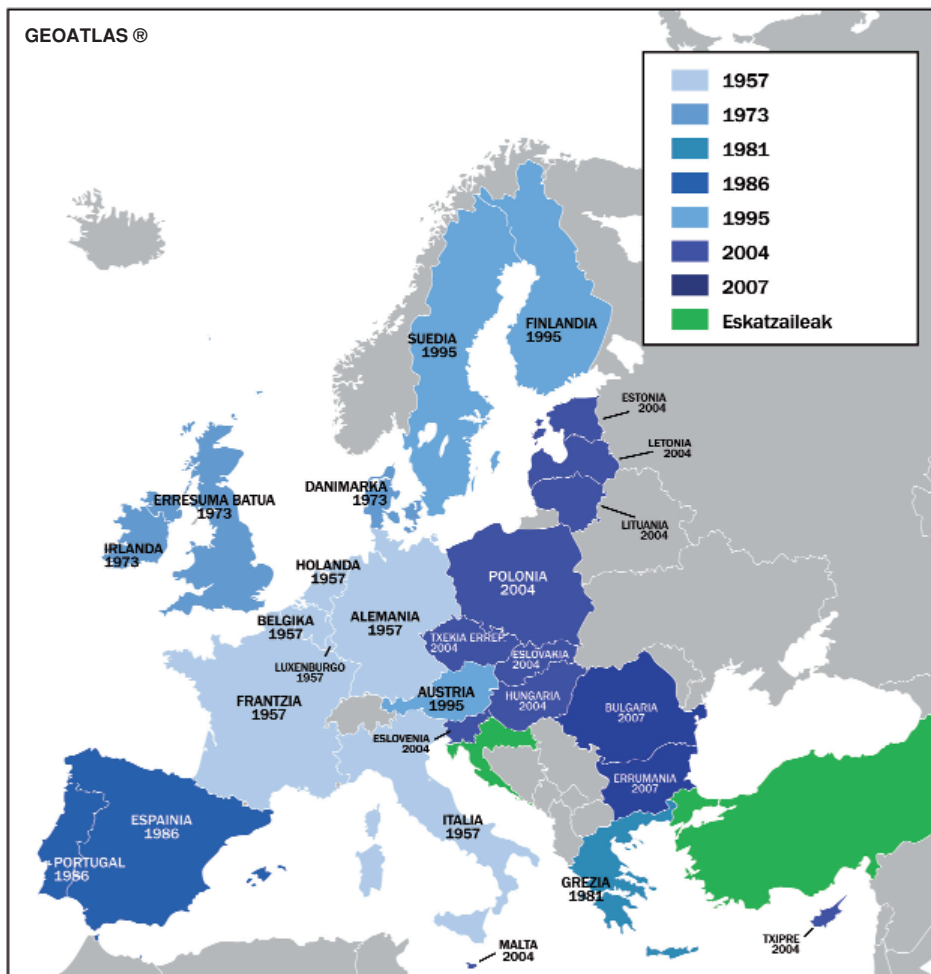 GEOATLAS ®
1957
1973
1981
1986
1995
2004
2007
Eskatzaileak
SUEDIA
1995
FINLANDIA
1995
ESTONIA
2004
LETONIA
2004
LITUANIA
2004
DANIMARKA
1973
ERRESUMA BATUA
1973
IRLANDA
1973
HOLANDA
1957
BELGIKA
1957
ALEMANIA
1957
LUXENBURGO
1957
POLONIA
2004
TXEKIA ERREP.
2004
ESLOVAKIA
2004
FRANTZIA
1957
AUSTRIA
1995
HUNGARIA
2004
ESLOVENIA
2004
BULGARIA
2007
ERRUMANIA
2007
ESPAINIA
1986
PORTUGAL
1986
ITALIA
1957
GREZIA
1981
MALTA
2004
TXIPRE
2004